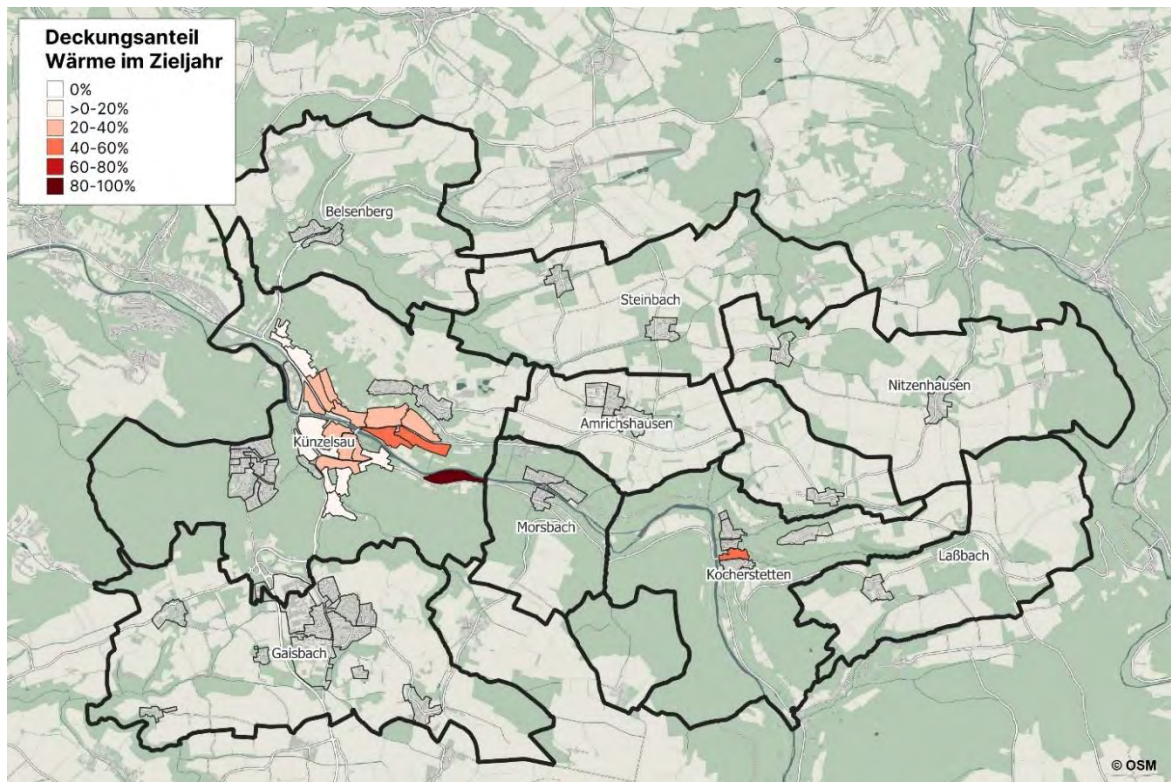 Deckungsanteil
Wärme im Zieljahr
0%
>0-20%
20-40%
40-60%
60-80%
80-100%
Belsenberg
Steinbach
Nitzenhausen
Amrichshausen
Künzelsau
Morsbach
Laßbach
Kocherstetten
Gaisbach
© OSM